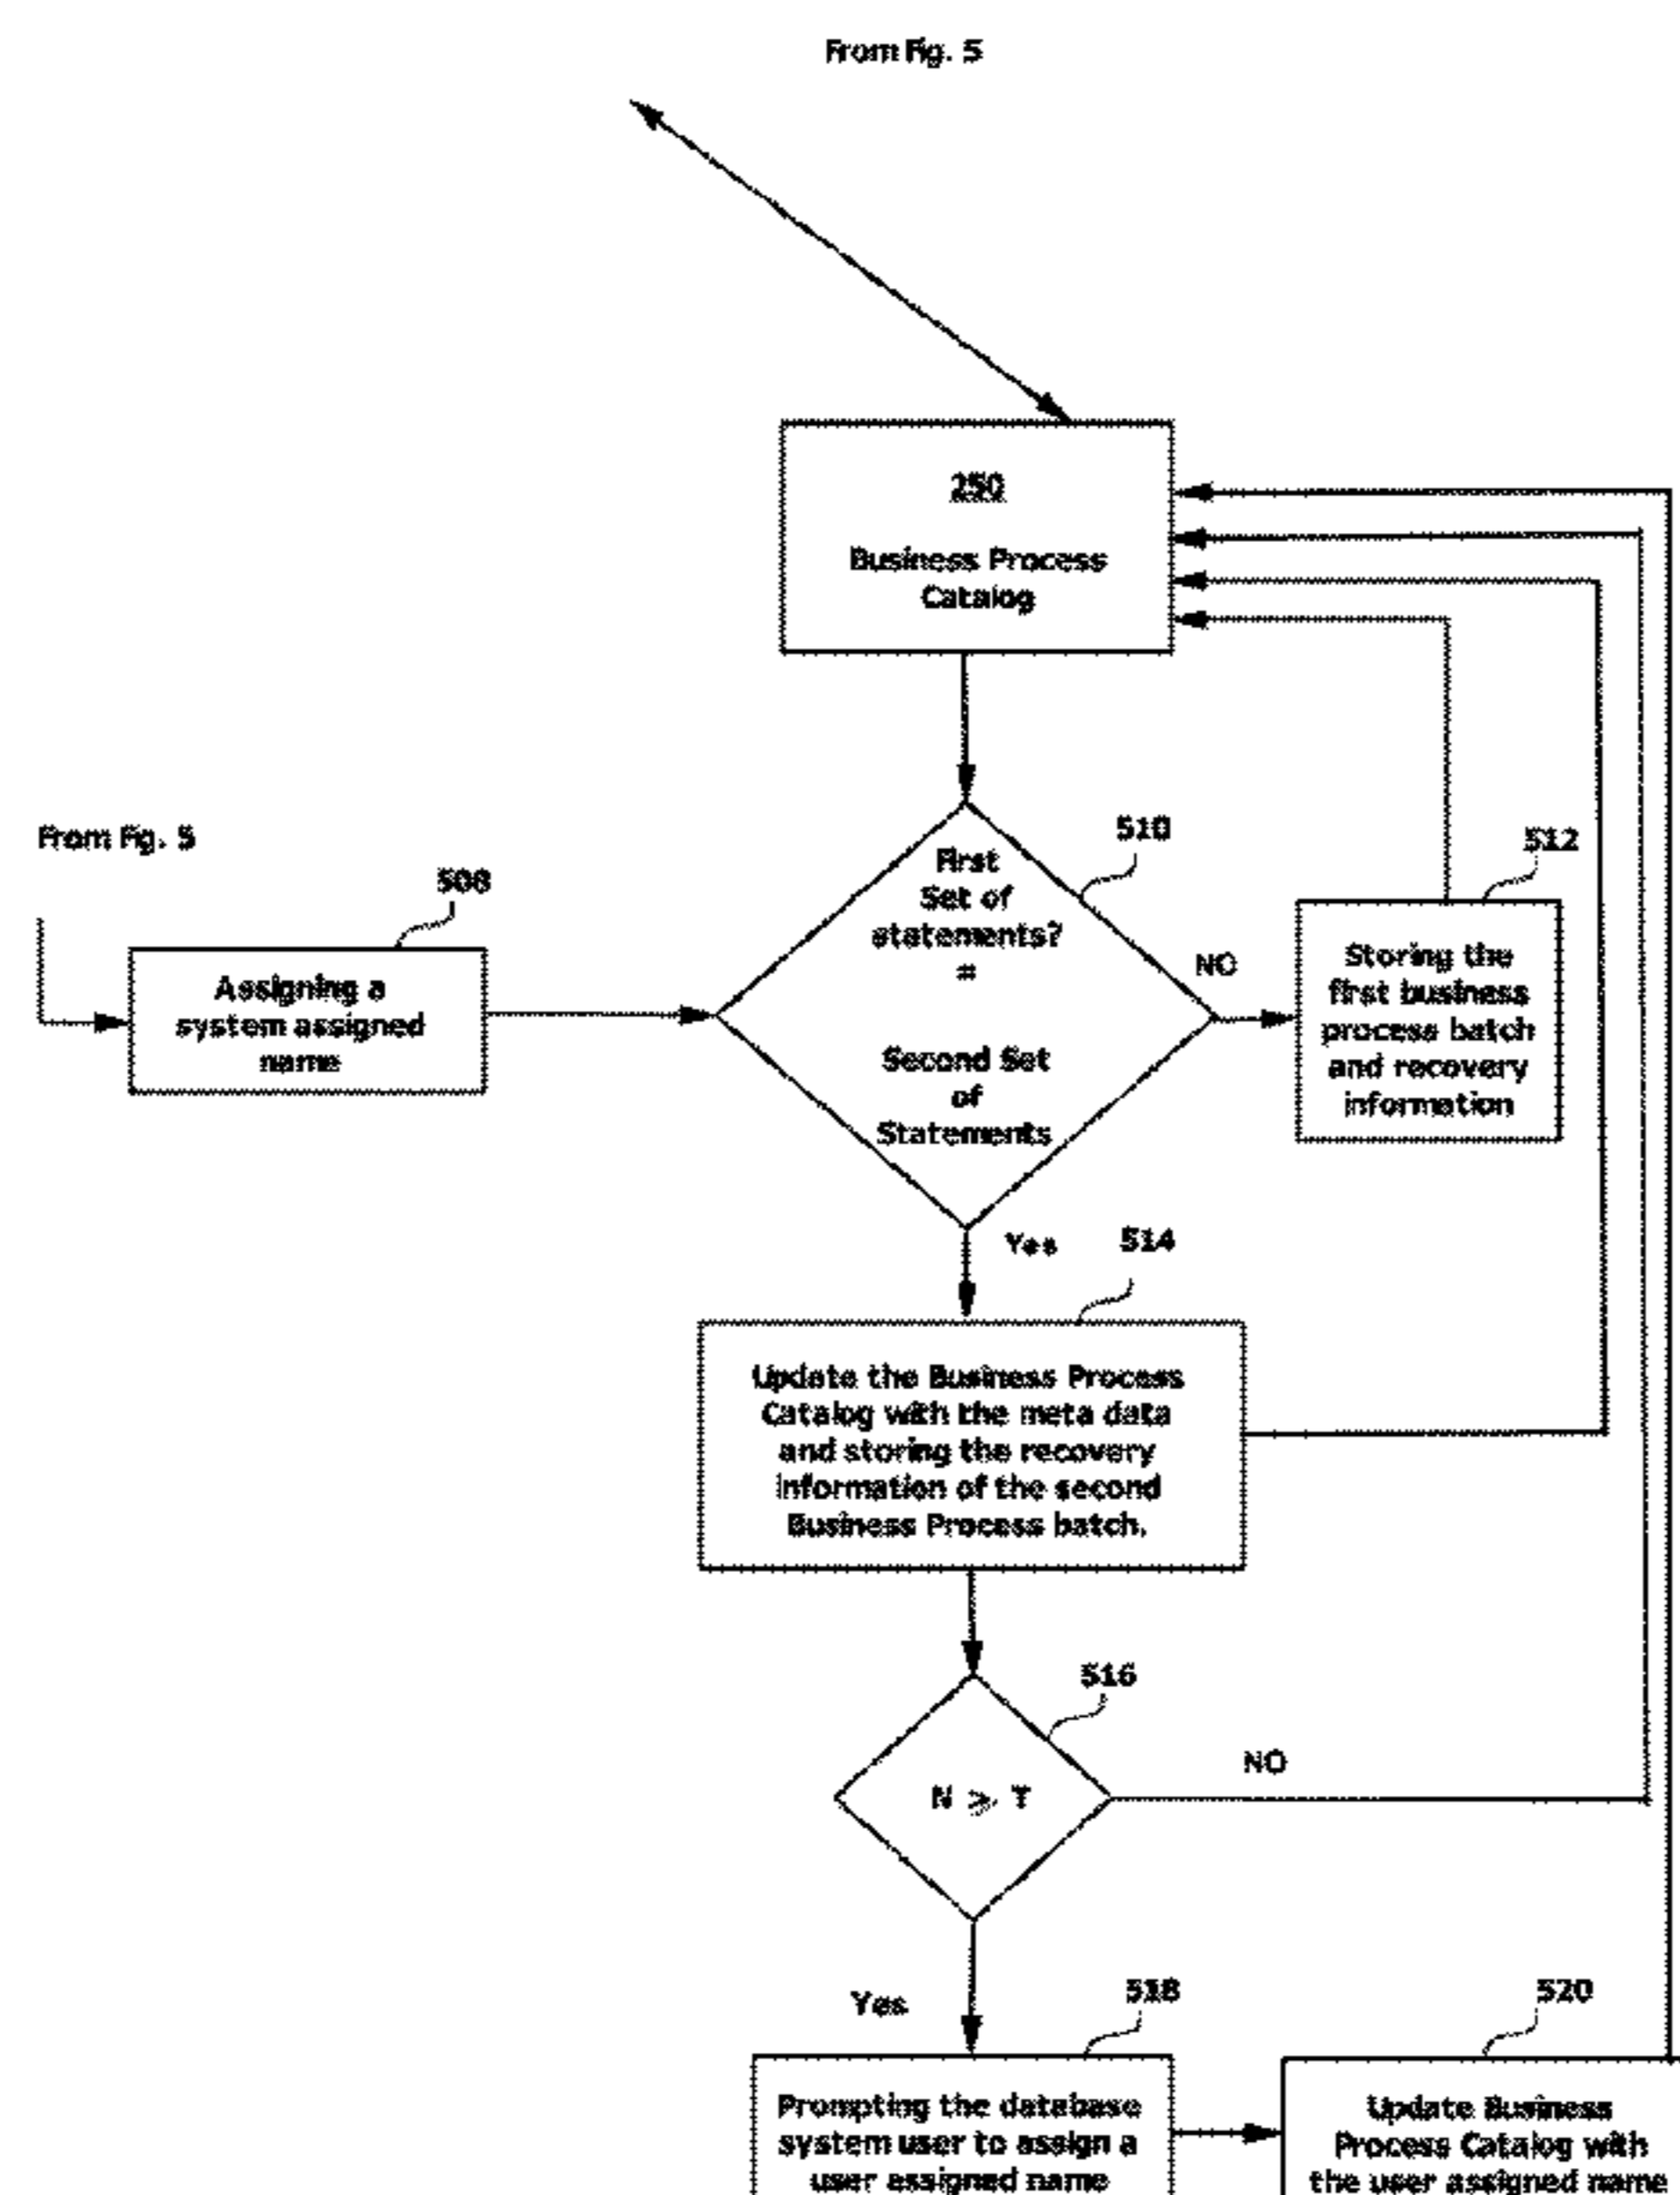 From Fig. 5
250
Business Process
Catalog
From Fig. 5
508
Assigning a
system assigned
name
510
First
Set of
statements?
=
Second Set
of
Statements
NO
512
Storing the
first business
process batch
and recovery
information
Yes
514
Update the Business Process
Catalog with the meta data
and storing the recovery
information of the second
Business Process batch.
516
N ≥ T
NO
Yes
518
Prompting the database
system user to assign a
user assigned name
520
Update Business
Process Catalog with
the user assigned name